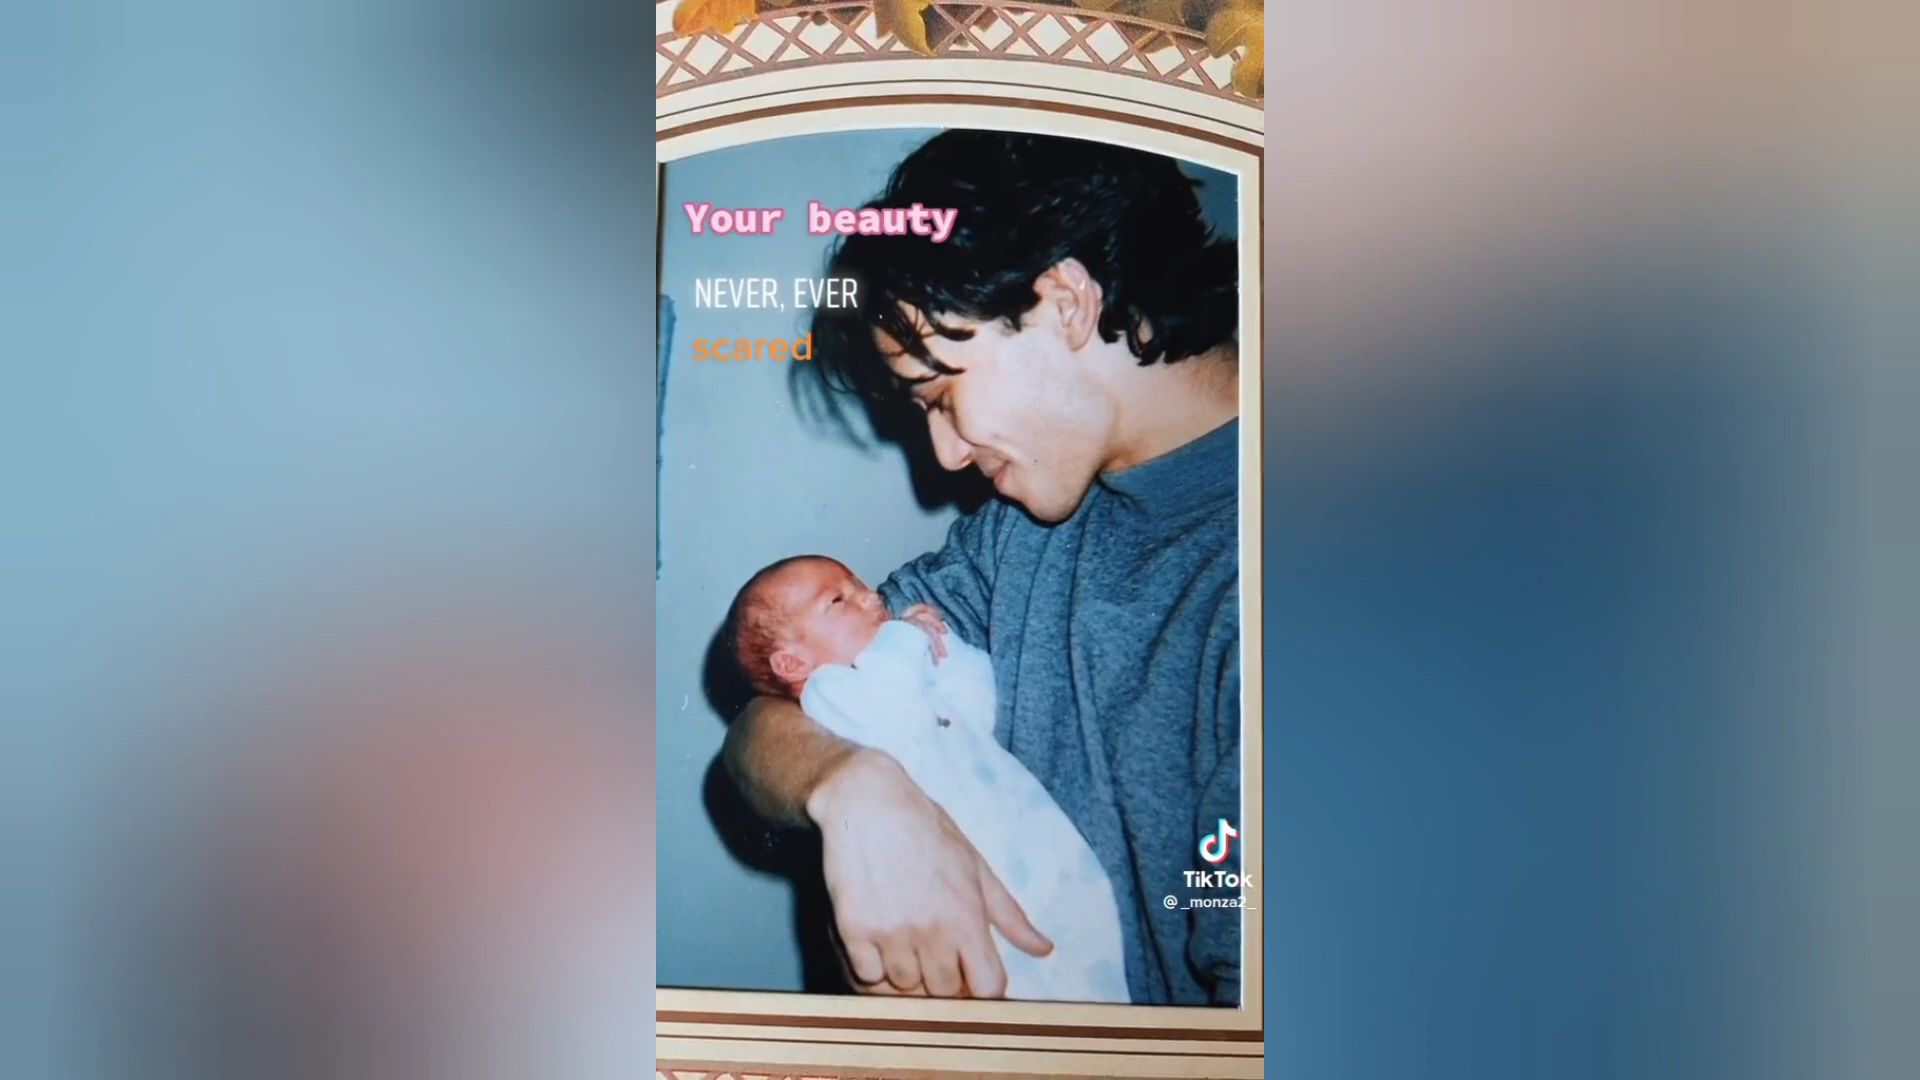 Your beauty
NEVER, EVER
scared
TikTok
@_monza2_